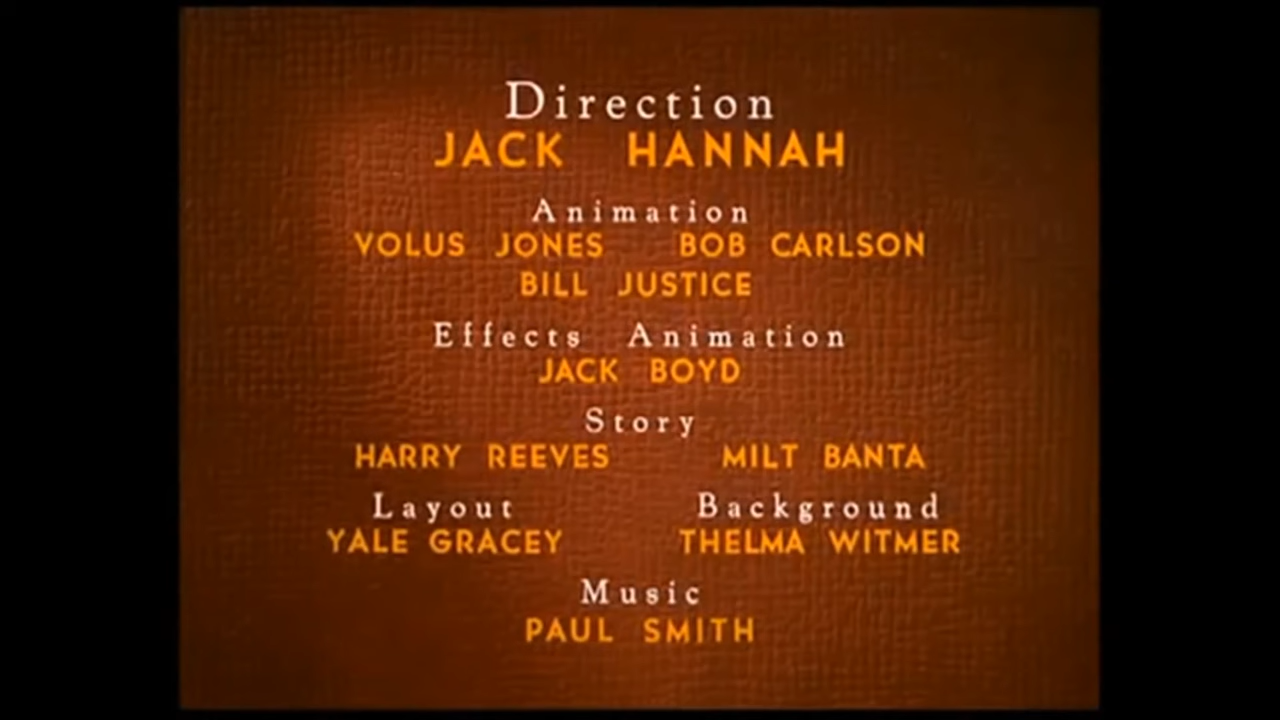 Direction
JACK HANNAH
Animation
VOLUS JONES BOB CARLSON
BILL JUSTICE
Effects Animation
JACK BOYD
Story
HARRY REEVES MILT BANTA
Layout Background
YALE GRACEY THELMA WITMER
Music
PAUL SMITH